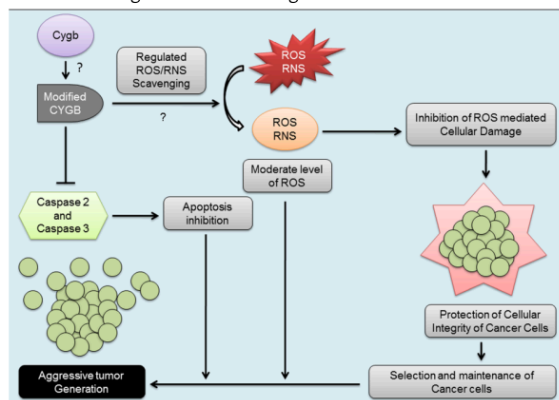 Cygb
?
Modified
CYGB
Regulated
ROS/RNS
Scavenging
?
ROS
RNS
ROS
RNS
Moderate level
of ROS
Inhibition of ROS mediated
Cellular Damage
Caspase 2
and
Caspase 3
Apoptosis
inhibition
Protection of Cellular
Integrity of Cancer Cells
Selection and maintenance of
Cancer cells
Aggressive tumor
Generation